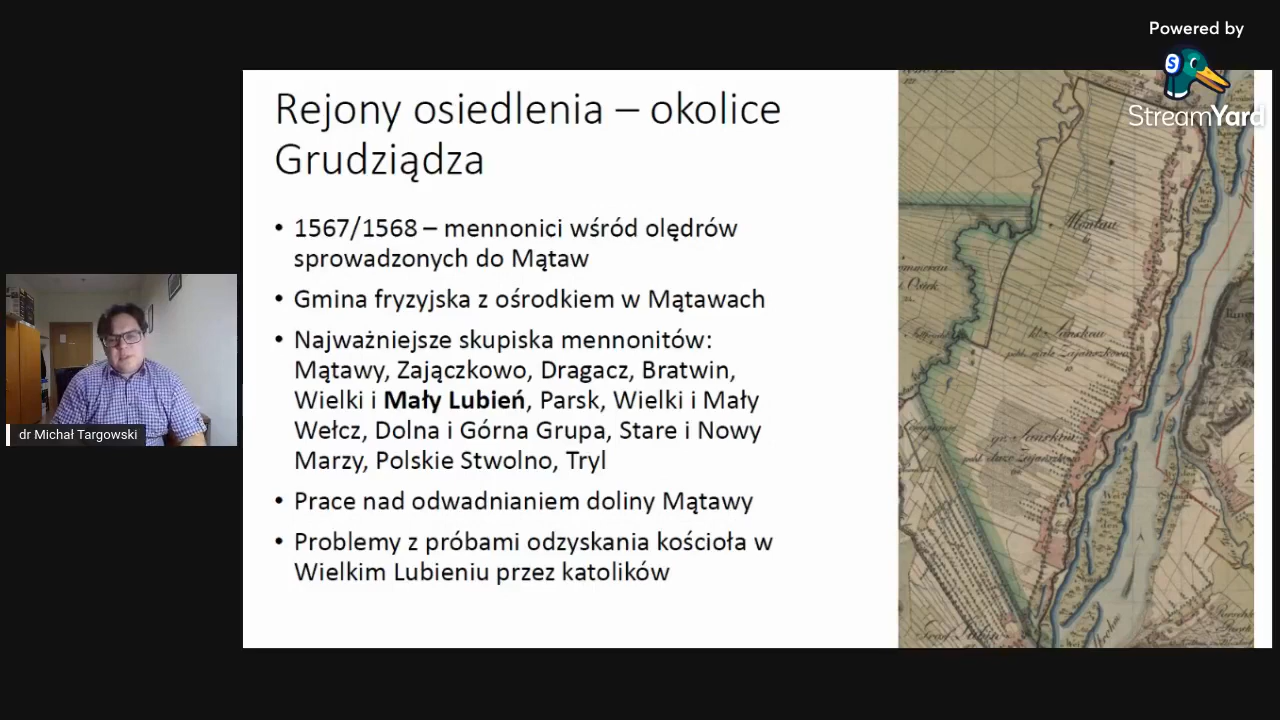 Powered by
StreamYard
Rejony osiedlenia – okolice
Grudziądza
• 1567/1568 – mennonici wśród olędrów
sprowadzonych do Mątaw
• Gmina fryzyjska z ośrodkiem w Mątawach
• Najważniejsze skupiska mennonitów:
Mątawy, Zajączkowo, Dragacz, Bratwin,
Wielki i Mały Lubień, Parsk, Wielki i Mały
Wełcz, Dolna i Górna Grupa, Stare i Nowy
Marzy, Polskie Stwolno, Tryl
• Prace nad odwadnianiem doliny Mątawy
• Problemy z próbami odzyskania kościoła w
Wielkim Lubieniu przez katolików
dr Michał Targowski
Montau